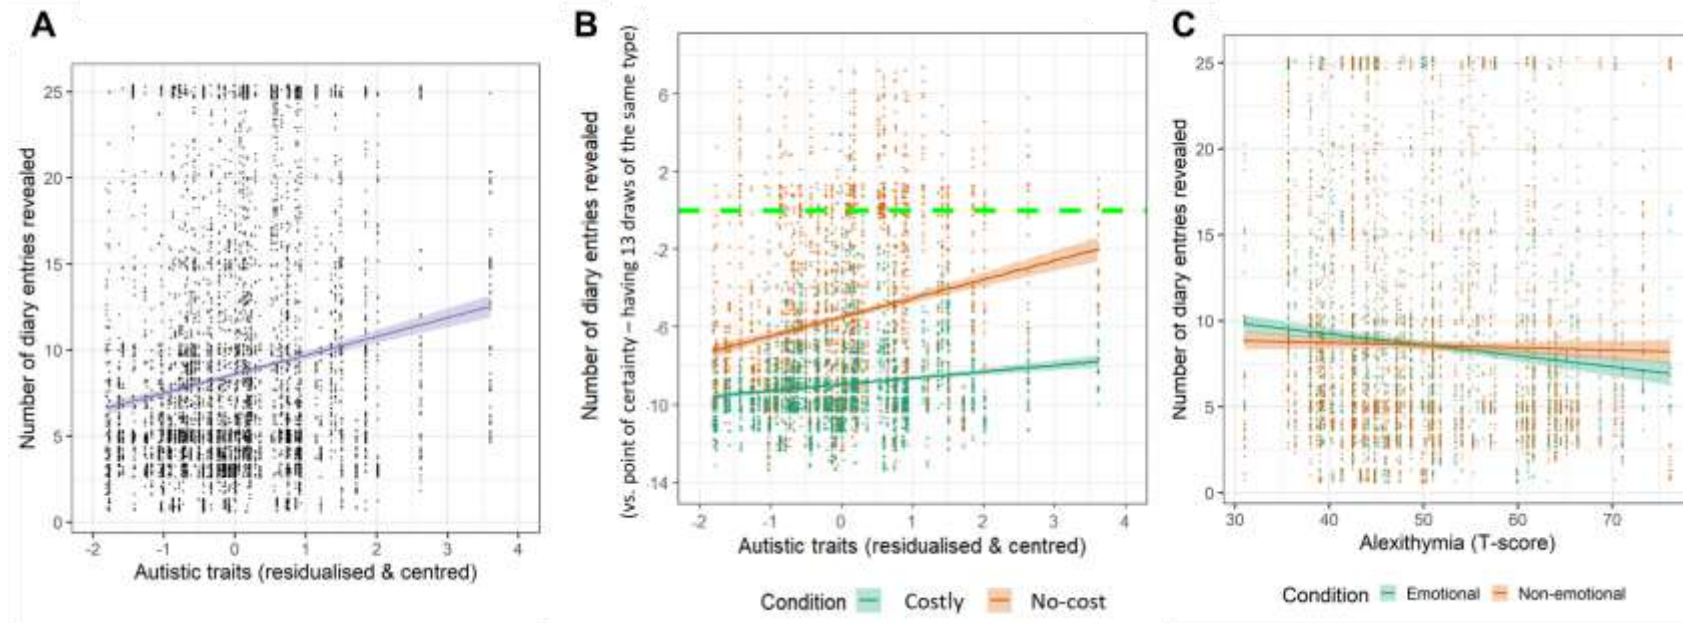 A
B
C
Number of diary entries revealed
25
20
15
10
5
0
-2 -1 0 1 2 3 4
Autistic traits (residualised & centred)
Number of diary entries revealed
(vs. point of certainty – having 13 draws of the same type)
6
2
-2
-6
-10
14
-2 -1 0 1 2 3 4
Autistic traits (residualised & centred)
Condition Costly No-cost
Number of diary entries revealed
25
20
15
10
5
0
30 40 50 60 70
Alexithymia (T-score)
Condition Emotional Non-emotional